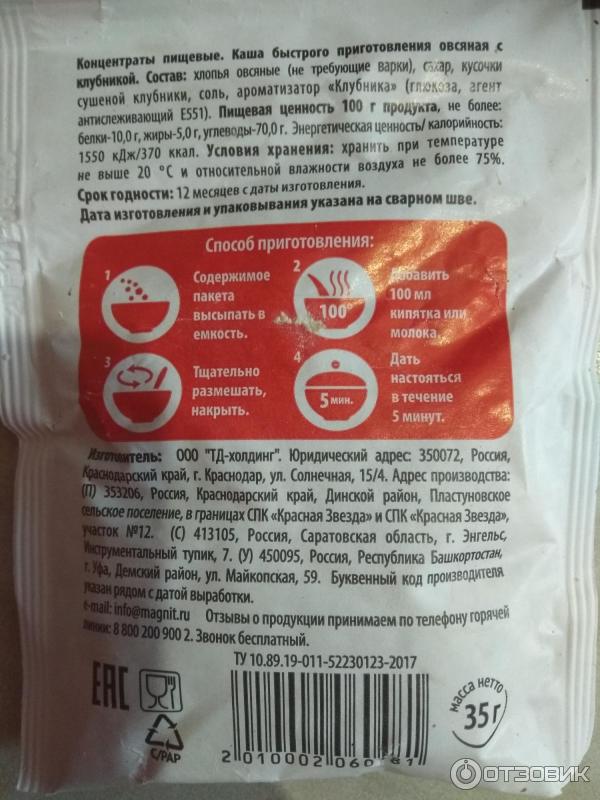 Концентраты пищевые. Каша быстрого приготовления овсяная с
клубникой. Состав: хлопья овсяные (не требующие варки), сахар, кусочки
сушеной клубники, соль, ароматизатор «Клубника» (глюкоза, агент
антислеживающий Е551). Пищевая ценность 100 г продукта, не более:
белки-10,0 г, жиры-5,0 г, углеводы-70,0 г. Энергетическая ценность/ калорийность:
1550 кДж/370 ккал. Условия хранения: хранить при температуре
не выше 20 °С и относительной влажности воздуха не более 75%.
Срок годности: 12 месяцев с даты изготовления.
Дата изготовления и упаковывания указана на сварном шве.
Способ приготовления:
1
Содержимое
пакета
высыпать в
емкость.
2
100°
Добавить
100 мл
кипятка или
молока.
3
Тщательно
размешать,
накрыть.
4
5 мин.
Дать
настояться
в течение
5 минут.
Изготовитель: ООО "ТД-холдинг". Юридический адрес: 350072, Россия,
Краснодарский край, г. Краснодар, ул. Солнечная, 15/4. Адрес производства:
(П) 353206, Россия, Краснодарский край, Динской район, Пластуновское
сельское поселение, в границах СПК «Красная Звезда» и СПК «Красная Звезда»,
участок №12. (С) 413105, Россия, Саратовская область, г. Энгельс,
Инструментальный тупик, 7. (У) 450095, Россия, Республика Башкортостан,
г. Уфа, Демский район, ул. Майкопская, 59. Буквенный код производителя
указан рядом с датой выработки.
e-mail: info@magnit.ru Отзывы о продукции принимаем по телефону горячей
линии: 8 800 200 900 2. Звонок бесплатный.
ТУ 10.89.19-011-52230123-2017
ЕАС
C/PAP
масса нетто
35 г
ОТЗОВИК